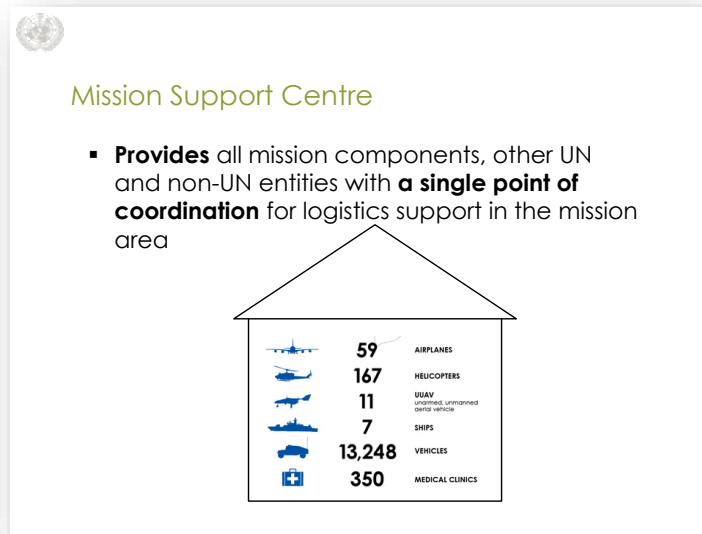 Mission Support Centre
▪ Provides all mission components, other UN
and non-UN entities with a single point of
coordination for logistics support in the mission
area
59 AIRPLANES
167 HELICOPTERS
11 UUAV
unarmed, unmanned
aerial vehicle
7 SHIPS
13,248 VEHICLES
350 MEDICAL CLINICS